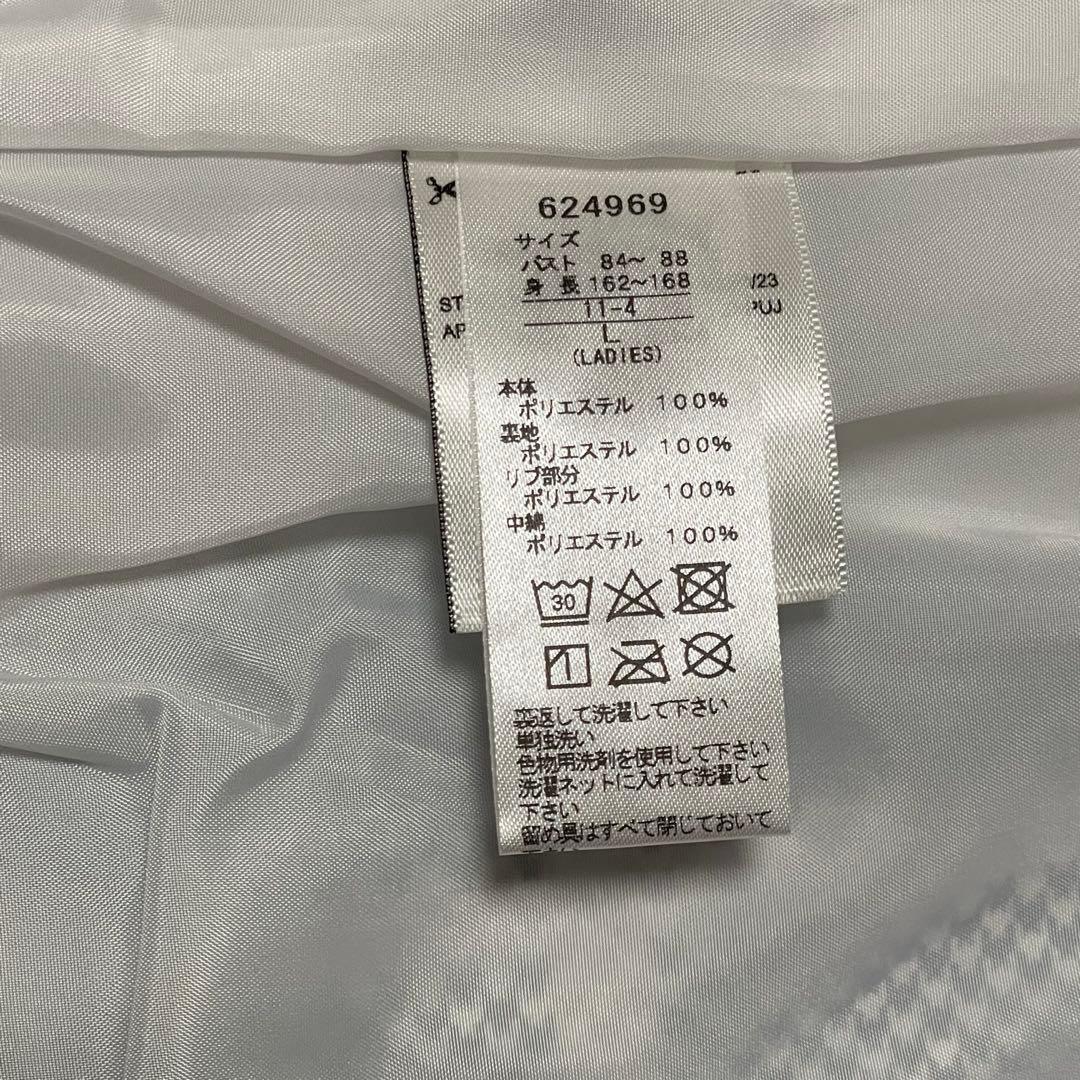 624969
サイズ
バスト 84～ 88
身 長 162～168
11-4
L
(LADIES)
本体
ポリエステル 100%
裏地
ポリエステル 100%
リブ部分
ポリエステル 100%
中綿
ポリエステル 100%
30
1
裏返して洗濯して下さい
単独洗い
色物用洗剤を使用して下さい
洗濯ネットに入れて洗濯して
下さい
留め具はすべて閉じておいて
ST
AP
/23
PUJ